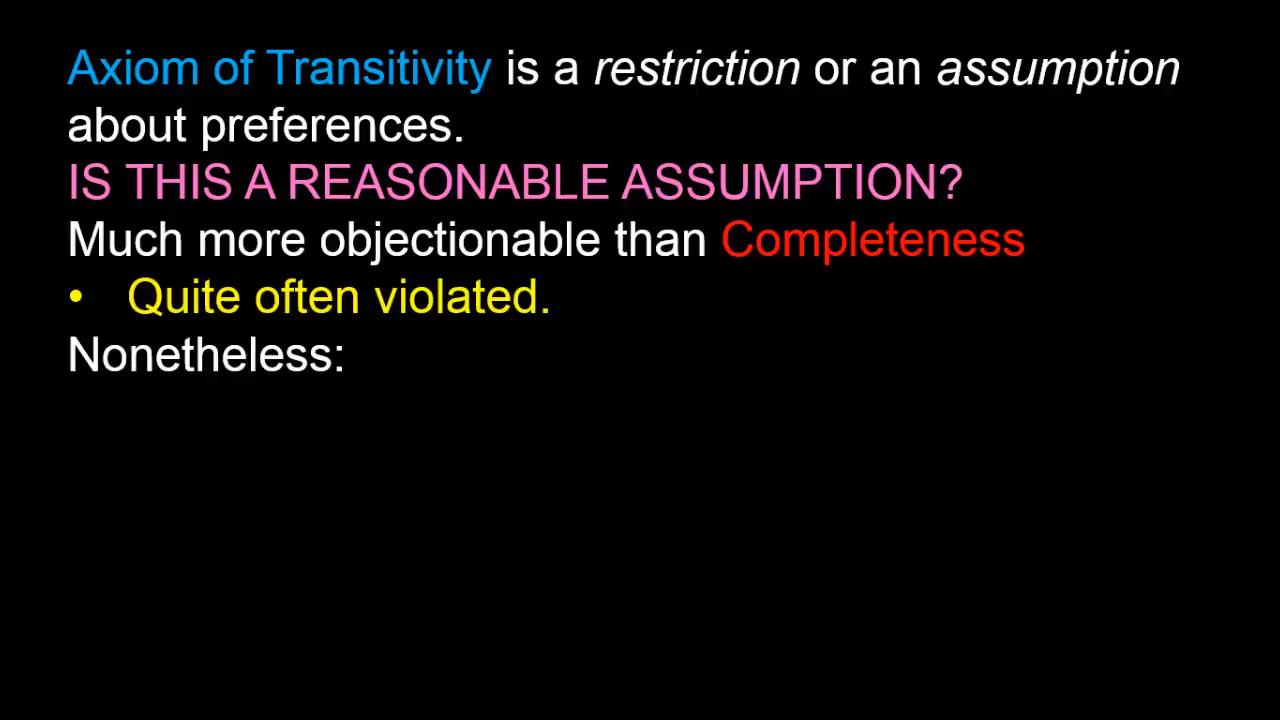 Axiom of Transitivity is a restriction or an assumption
about preferences.
IS THIS A REASONABLE ASSUMPTION?
Much more objectionable than Completeness
• Quite often violated.
Nonetheless: